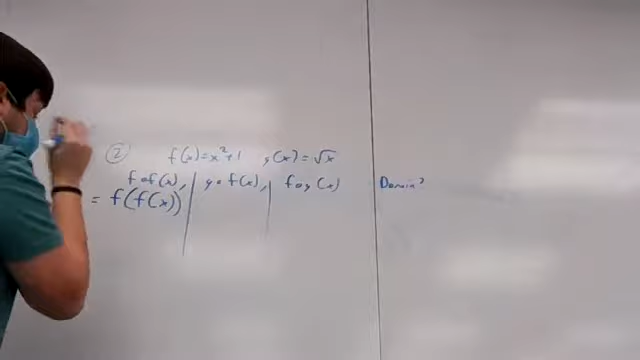 ② f(x)=x²+1 , g(x)=√x
f∘f(x), g∘f(x), f∘g(x) Domain?
= f(f(x))